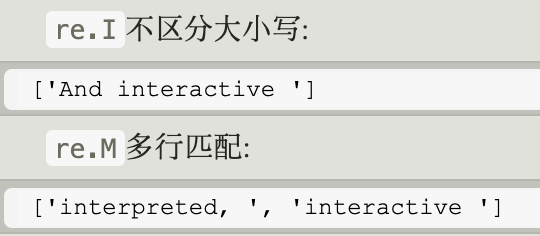 re.I不区分大小写:
['And interactive ']
re.M多行匹配:
['interpreted, ', 'interactive ']